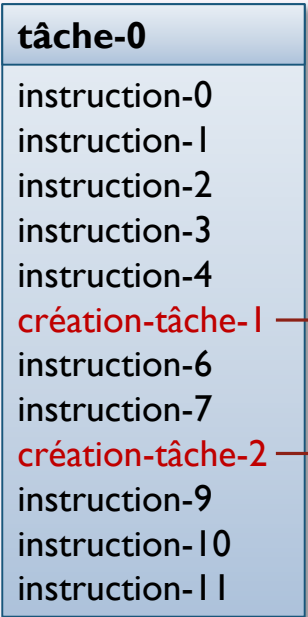 tâche-0
instruction-0
instruction-1
instruction-2
instruction-3
instruction-4
création-tâche-1
instruction-6
instruction-7
création-tâche-2
instruction-9
instruction-10
instruction-11